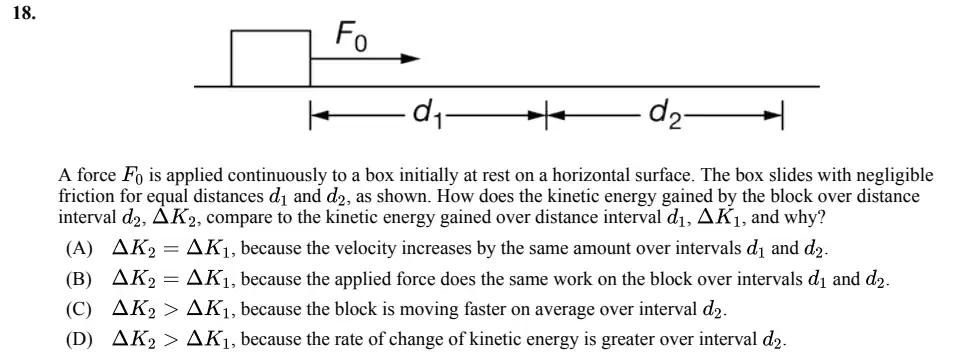 18.
F₀
d₁ d₂
A force F₀ is applied continuously to a box initially at rest on a horizontal surface. The box slides with negligible
friction for equal distances d₁ and d₂, as shown. How does the kinetic energy gained by the block over distance
interval d₂, ΔK₂, compare to the kinetic energy gained over distance interval d₁, ΔK₁, and why?
(A) ΔK₂ = ΔK₁, because the velocity increases by the same amount over intervals d₁ and d₂.
(B) ΔK₂ = ΔK₁, because the applied force does the same work on the block over intervals d₁ and d₂.
(C) ΔK₂ > ΔK₁, because the block is moving faster on average over interval d₂.
(D) ΔK₂ > ΔK₁, because the rate of change of kinetic energy is greater over interval d₂.